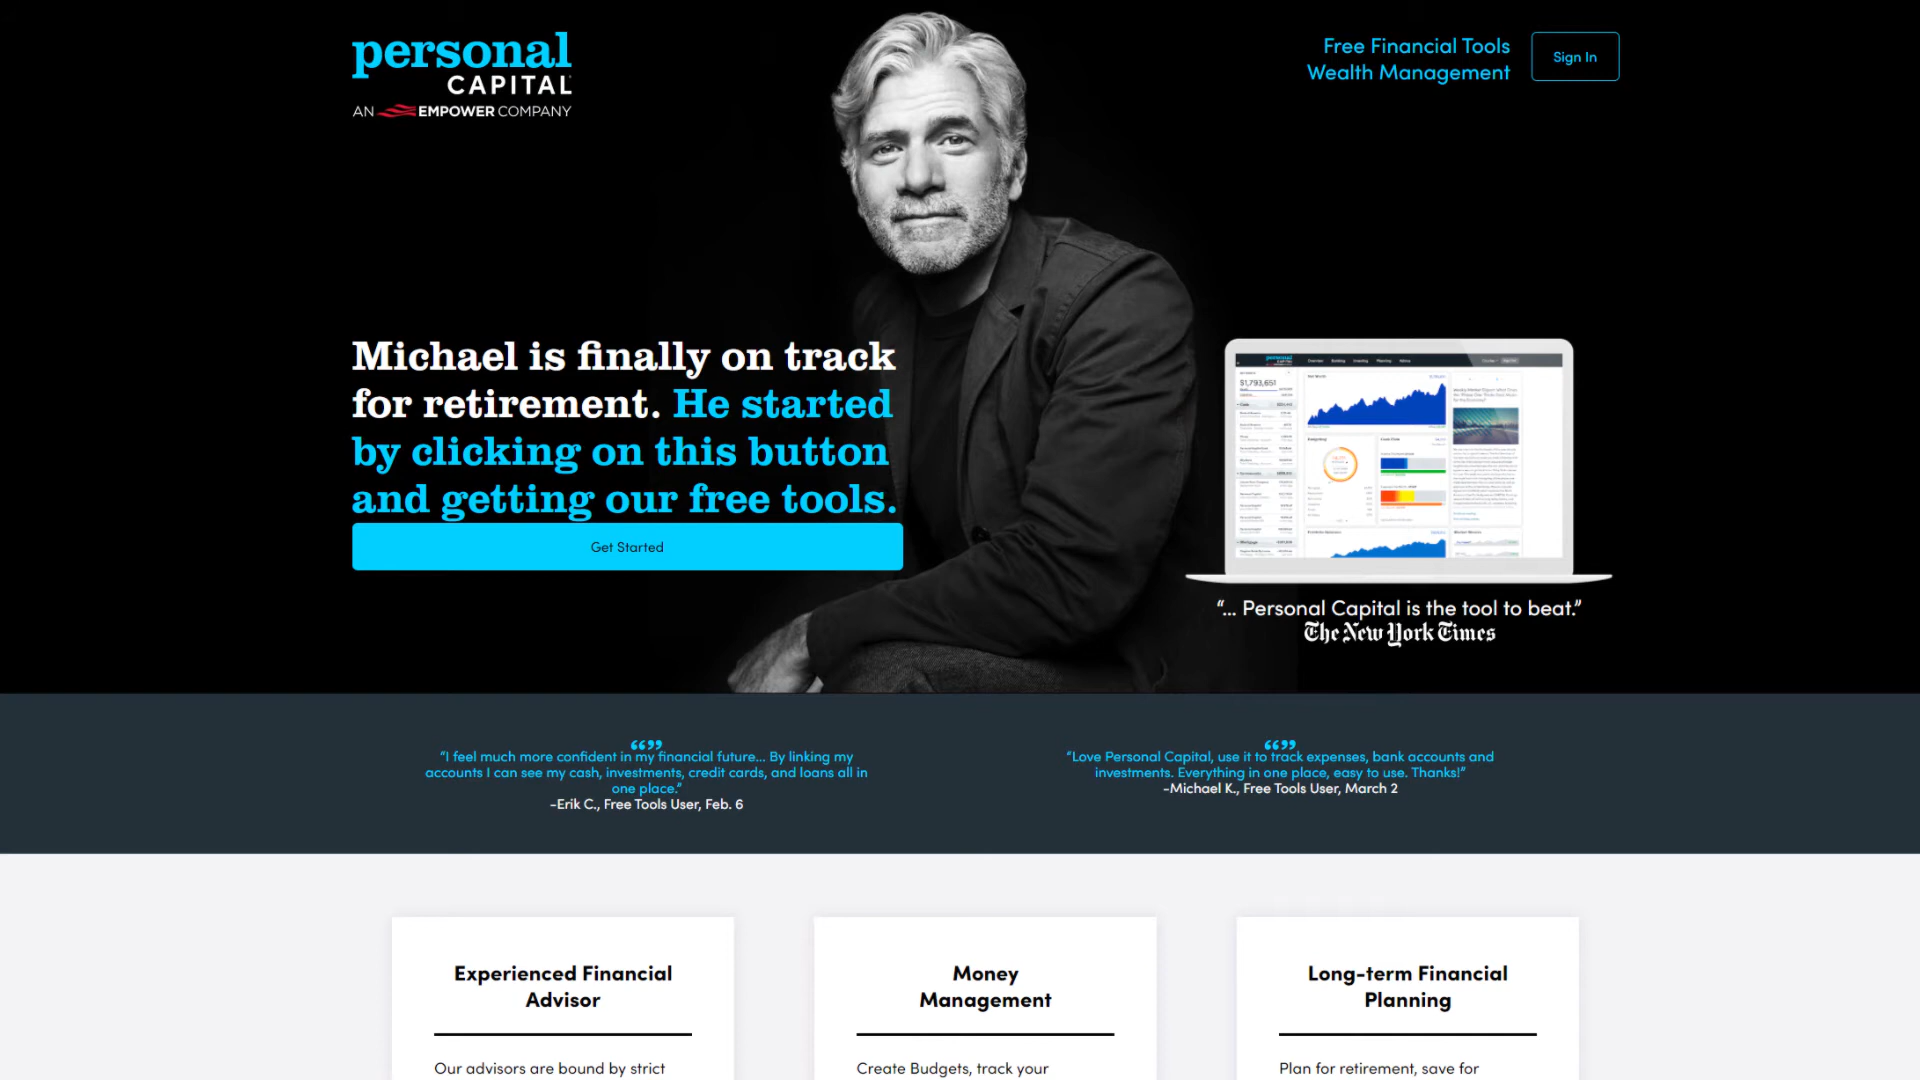 personal
CAPITAL
AN EMPOWER COMPANY
Free Financial Tools
Wealth Management
Sign In
Michael is finally on track
for retirement. He started
by clicking on this button
and getting our free tools.
Get Started
$1,793,651
“... Personal Capital is the tool to beat.”
The New York Times
“I feel much more confident in my financial future... By linking my
accounts I can see my cash, investments, credit cards, and loans all in
one place.”
-Erik C., Free Tools User, Feb. 6
“Love Personal Capital, use it to track expenses, bank accounts and
investments. Everything in one place, easy to use. Thanks!”
-Michael K., Free Tools User, March 2
Experienced Financial
Advisor
Our advisors are bound by strict
Money
Management
Create Budgets, track your
Long-term Financial
Planning
Plan for retirement, save for